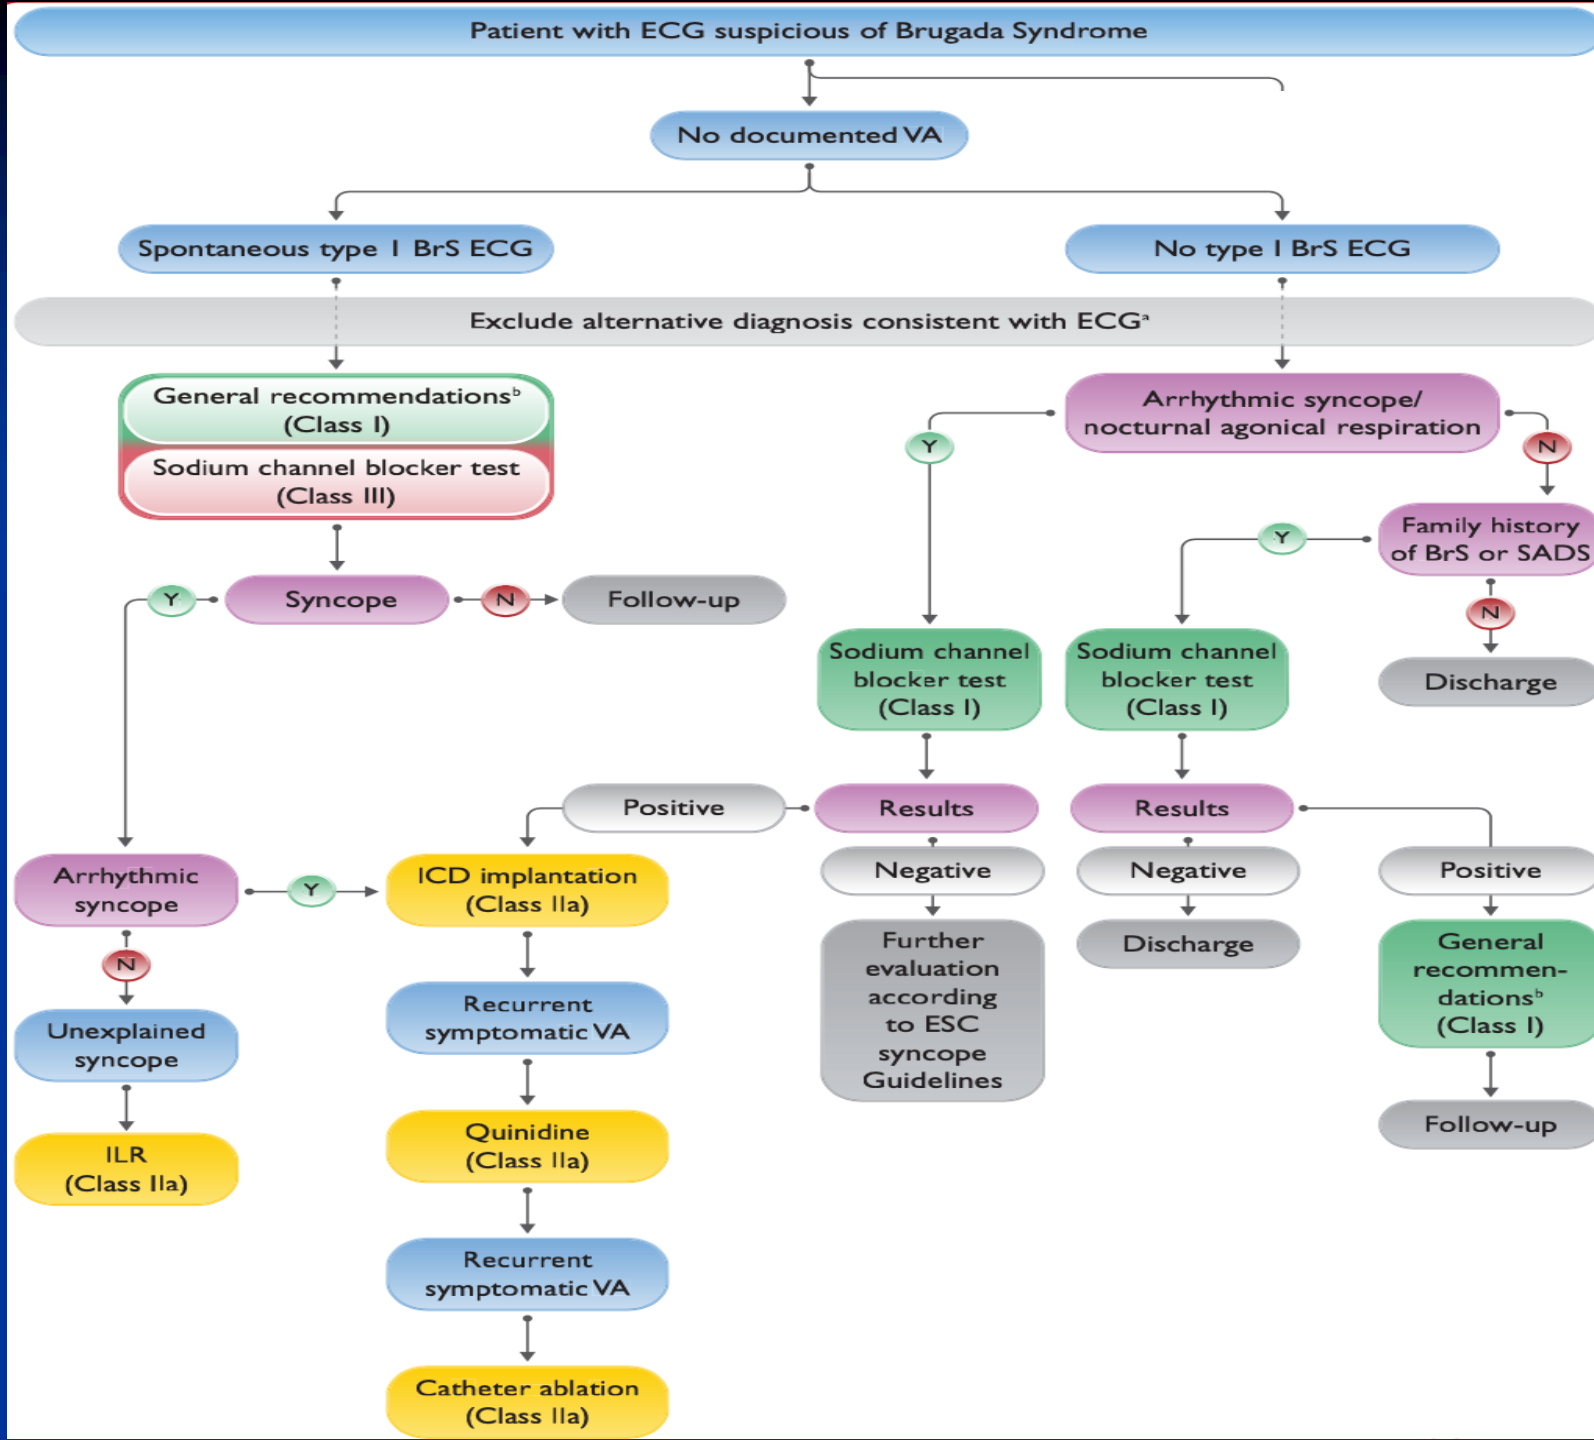 Patient with ECG suspicious of Brugada Syndrome
No documented VA
Spontaneous type 1 BrS ECG
No type I BrS ECG
Exclude alternative diagnosis consistent with ECGᵃ
General recommendationsᵇ
(Class I)
Sodium channel blocker test
(Class III)
Arrhythmic syncope/
nocturnal agonical respiration
Y
N
Family history
of BrS or SADS
Y
N
Discharge
Syncope
Y
N
Follow-up
Sodium channel
blocker test
(Class I)
Sodium channel
blocker test
(Class I)
Positive
Results
Results
Negative
Negative
Positive
Arrhythmic
syncope
Y
ICD implantation
(Class IIa)
Further
evaluation
according
to ESC
syncope
Guidelines
Discharge
General
recommen-
dationsᵇ
(Class I)
N
Unexplained
syncope
Recurrent
symptomatic VA
Follow-up
ILR
(Class IIa)
Quinidine
(Class IIa)
Recurrent
symptomatic VA
Catheter ablation
(Class IIa)